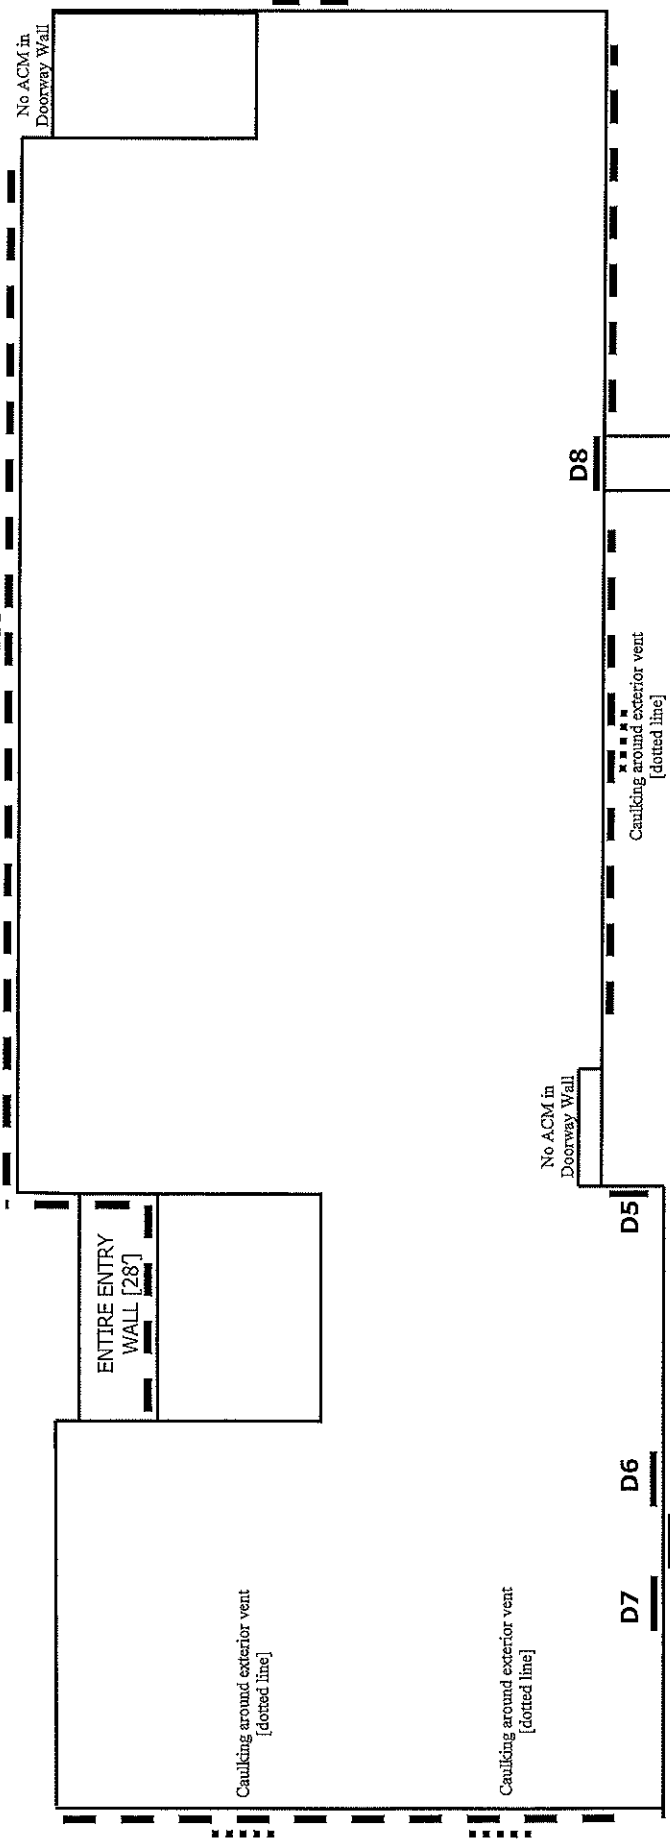 No ACM in
Doorway Wall
D8
Caulking around exterior vent
[dotted line]
No ACM in
Doorway Wall
D5
ENTIRE ENTRY
WALL [28']
D6
D7
Caulking around exterior vent
[dotted line]
Caulking around exterior vent
[dotted line]